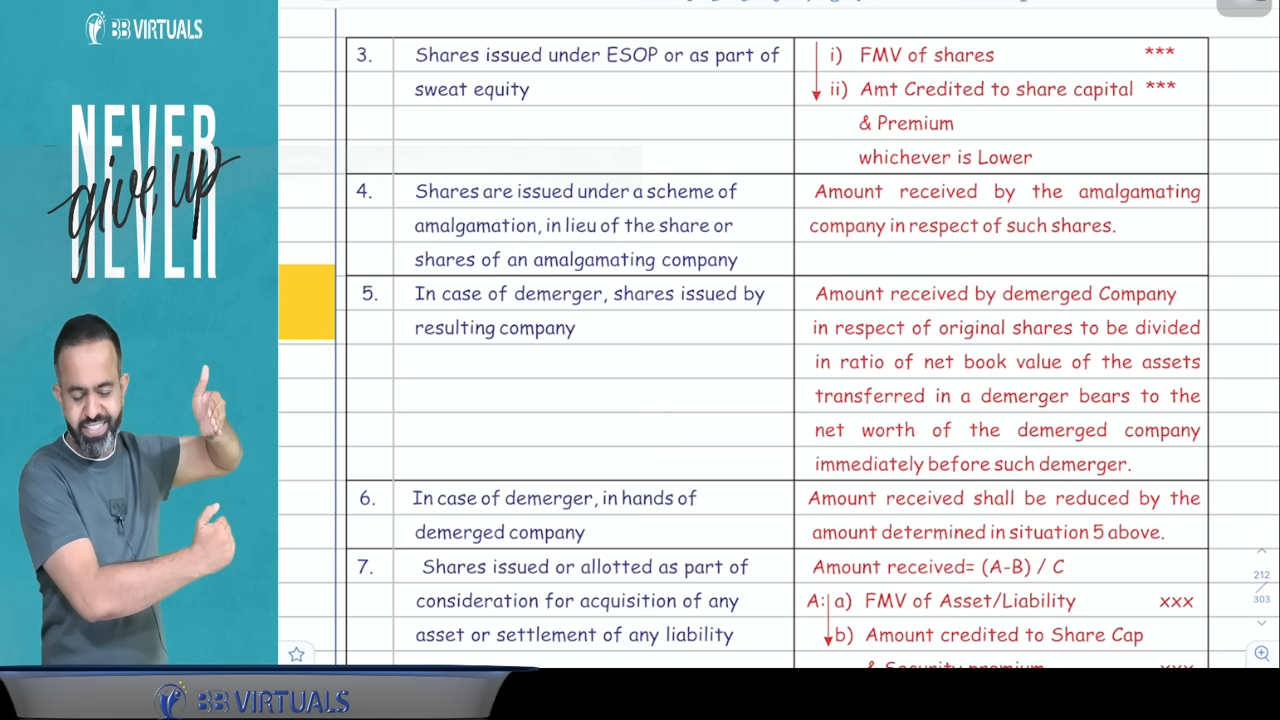 BB VIRTUALS
NEVER
give up
NEVER
3. Shares issued under ESOP or as part of
sweat equity
i) FMV of shares ***
ii) Amt Credited to share capital ***
& Premium
whichever is Lower
4. Shares are issued under a scheme of
amalgamation, in lieu of the share or
shares of an amalgamating company
Amount received by the amalgamating
company in respect of such shares.
5. In case of demerger, shares issued by
resulting company
Amount received by demerged Company
in respect of original shares to be divided
in ratio of net book value of the assets
transferred in a demerger bears to the
net worth of the demerged company
immediately before such demerger.
6. In case of demerger, in hands of
demerged company
Amount received shall be reduced by the
amount determined in situation 5 above.
7. Shares issued or allotted as part of
consideration for acquisition of any
asset or settlement of any liability
Amount received= (A-B) / C
A: a) FMV of Asset/Liability xxx
b) Amount credited to Share Cap
& Security premium xxx
212
303
BB VIRTUALS